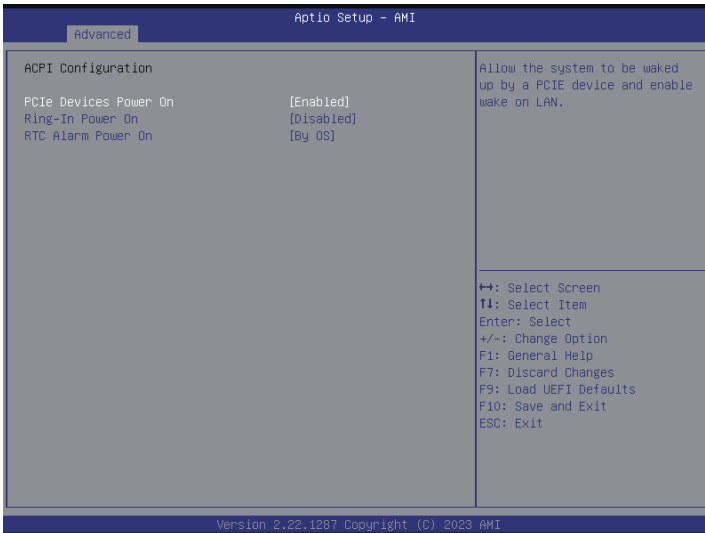 Aptio Setup – AMI
Advanced
ACPI Configuration
PCIe Devices Power On [Enabled]
Ring-In Power On [Disabled]
RTC Alarm Power On [By OS]
Allow the system to be waked
up by a PCIE device and enable
wake on LAN.
↔: Select Screen
↑↓: Select Item
Enter: Select
+/-: Change Option
F1: General Help
F7: Discard Changes
F9: Load UEFI Defaults
F10: Save and Exit
ESC: Exit
Version 2.22.1287 Copyright (C) 2023 AMI